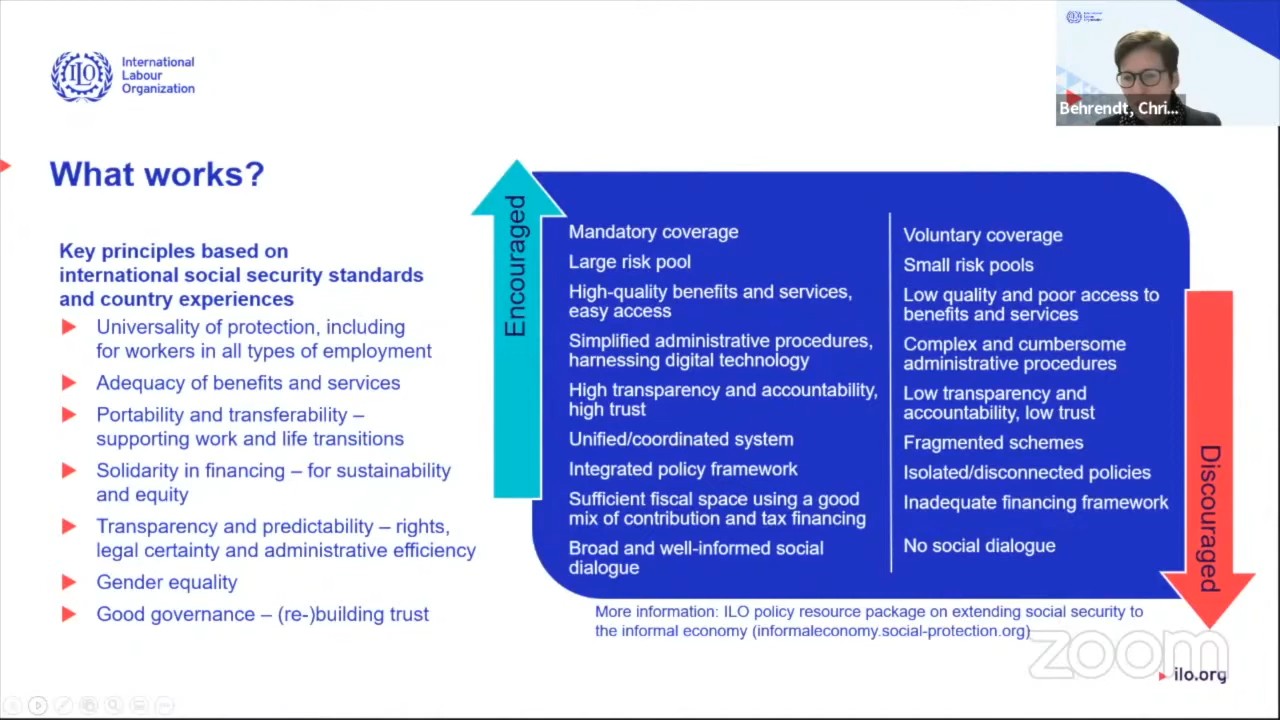 ILO
International
Labour
Organization
Behrendt, Chri...
What works?
Key principles based on
international social security standards
and country experiences
Universality of protection, including
for workers in all types of employment
Adequacy of benefits and services
Portability and transferability –
supporting work and life transitions
Solidarity in financing – for sustainability
and equity
Transparency and predictability – rights,
legal certainty and administrative efficiency
Gender equality
Good governance – (re-)building trust
Encouraged
Mandatory coverage
Large risk pool
High-quality benefits and services,
easy access
Simplified administrative procedures,
harnessing digital technology
High transparency and accountability,
high trust
Unified/coordinated system
Integrated policy framework
Sufficient fiscal space using a good
mix of contribution and tax financing
Broad and well-informed social
dialogue
Voluntary coverage
Small risk pools
Low quality and poor access to
benefits and services
Complex and cumbersome
administrative procedures
Low transparency and
accountability, low trust
Fragmented schemes
Isolated/disconnected policies
Inadequate financing framework
No social dialogue
Discouraged
More information: ILO policy resource package on extending social security to
the informal economy (informaleconomy.social-protection.org)
zoom
ilo.org